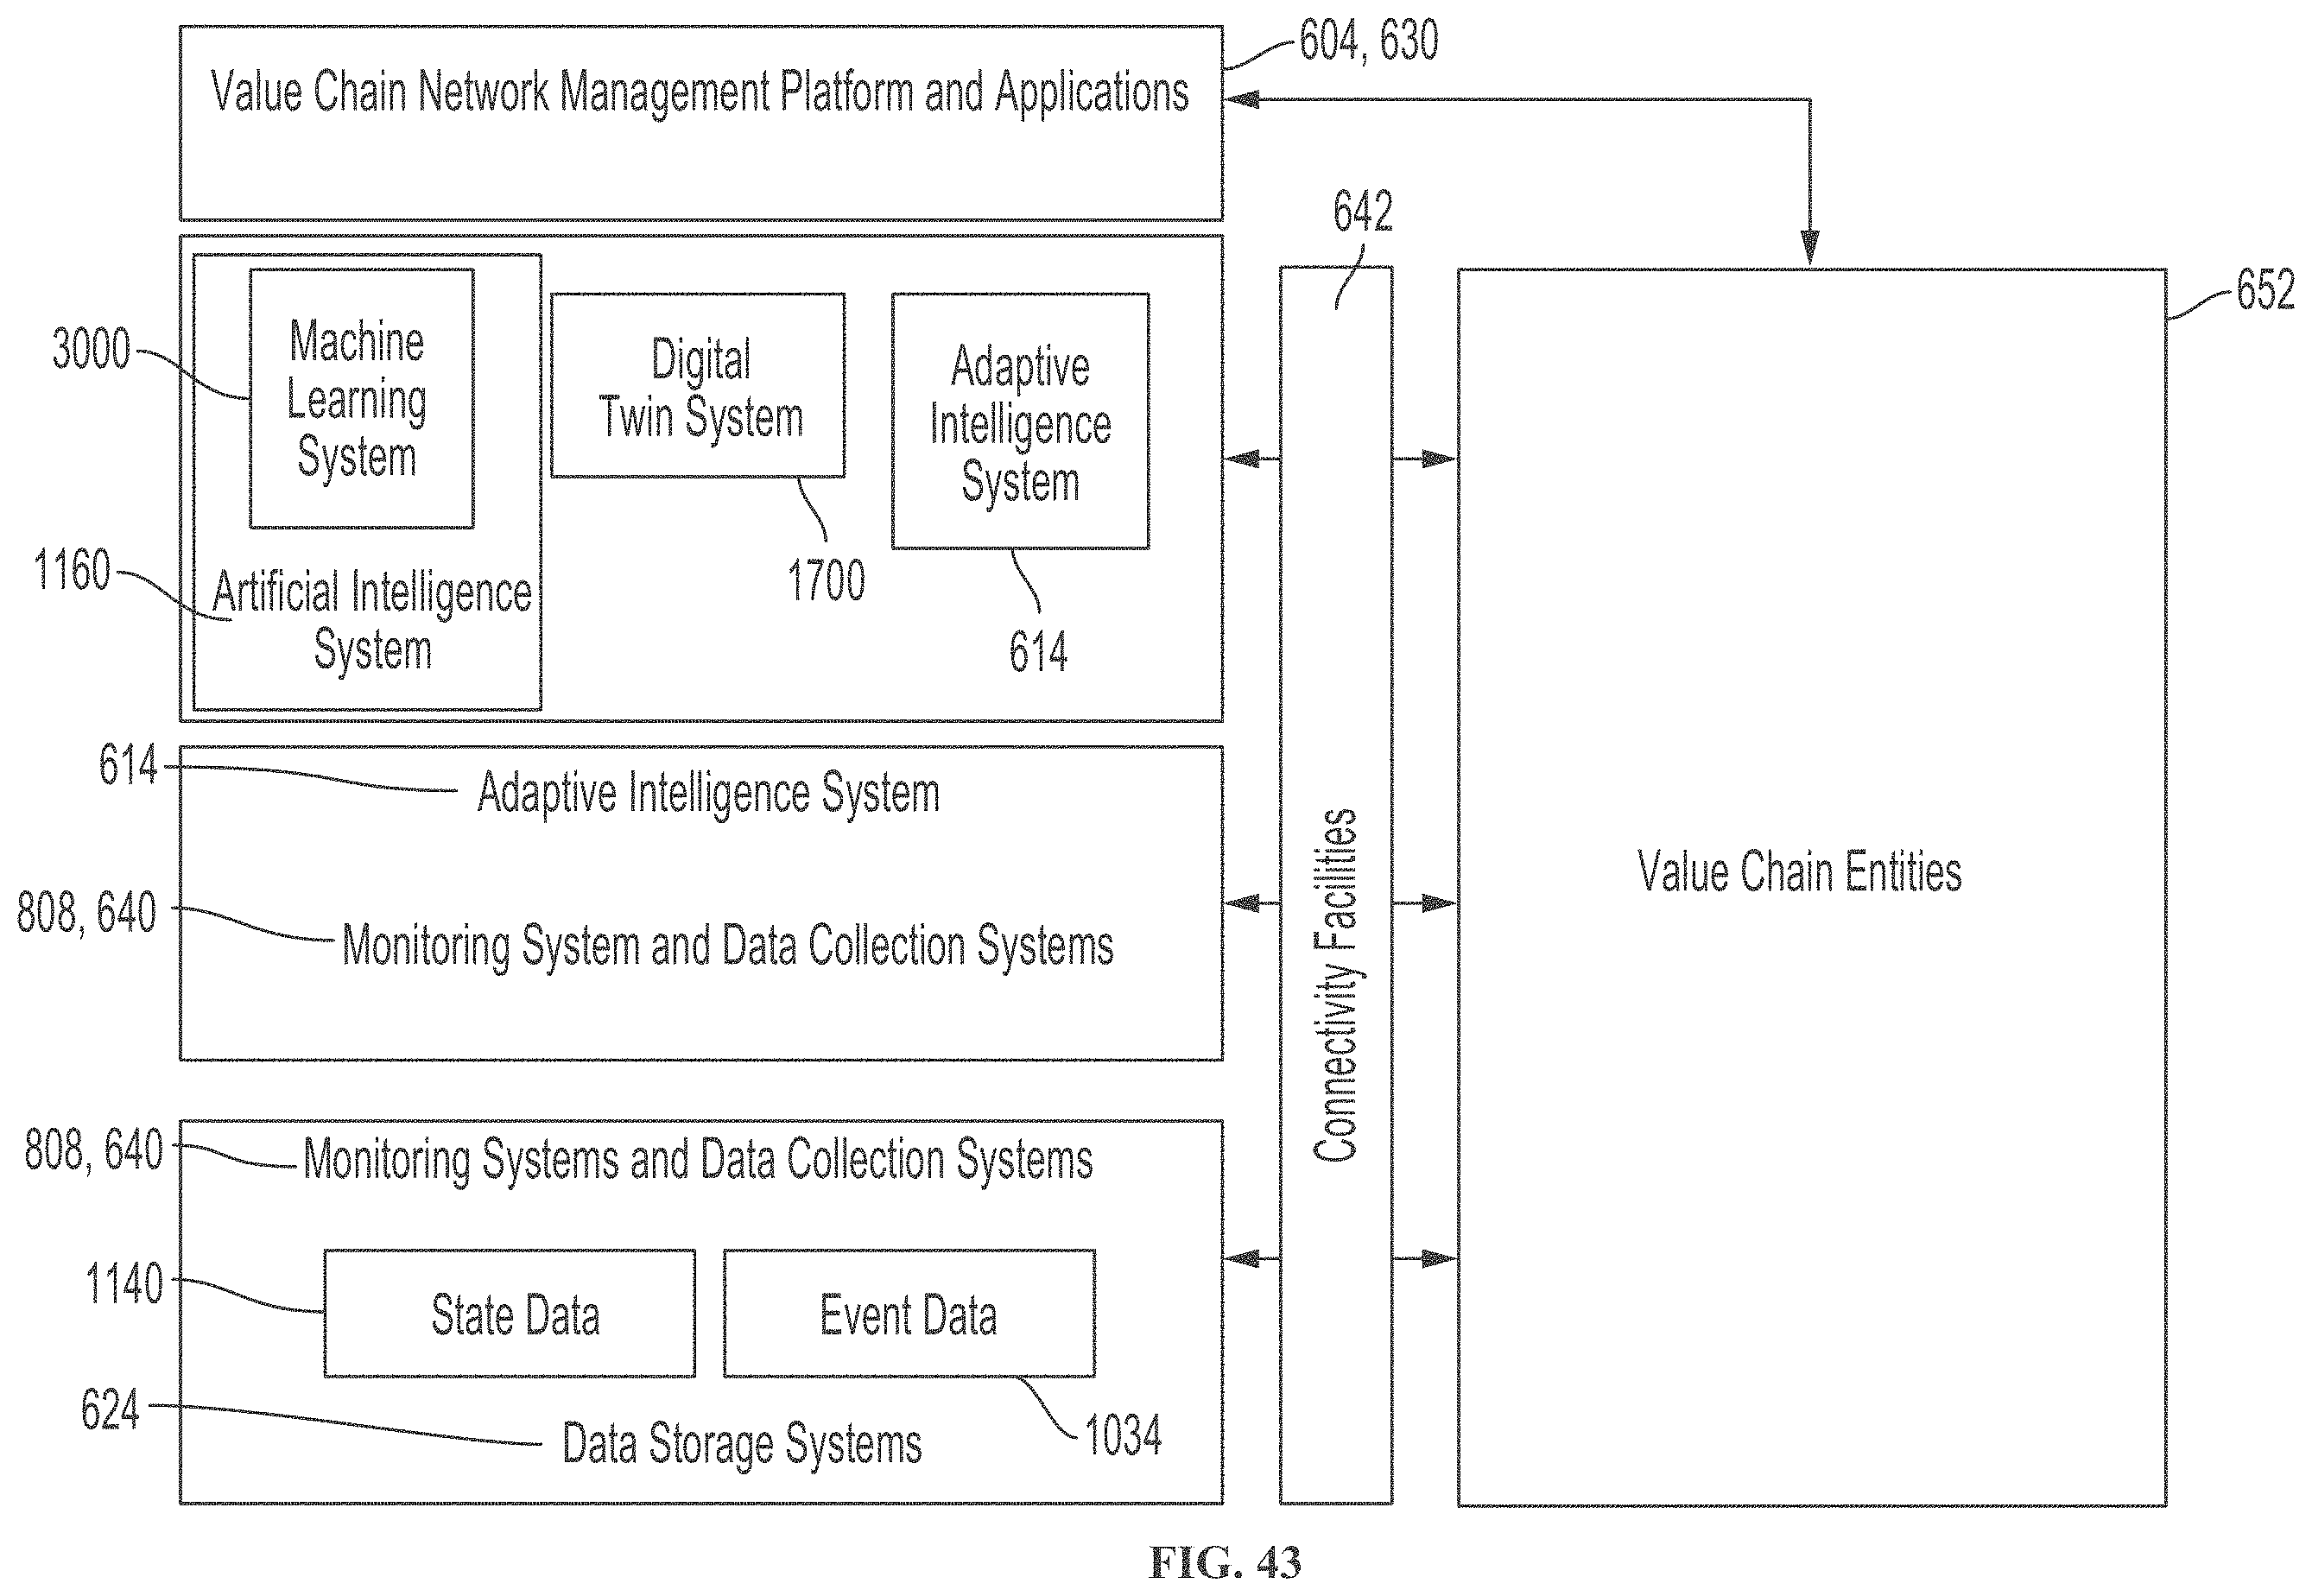 604, 630
Value Chain Network Management Platform and Applications
642
652
3000
Machine
Learning
System
Digital
Twin System
Adaptive
Intelligence
System
1160
Artificial Intelligence
System
1700
614
614
Adaptive Intelligence System
808, 640
Monitoring System and Data Collection Systems
Connectivity Facilities
Value Chain Entities
808, 640
Monitoring Systems and Data Collection Systems
1140
State Data
Event Data
624
Data Storage Systems
1034
FIG. 43